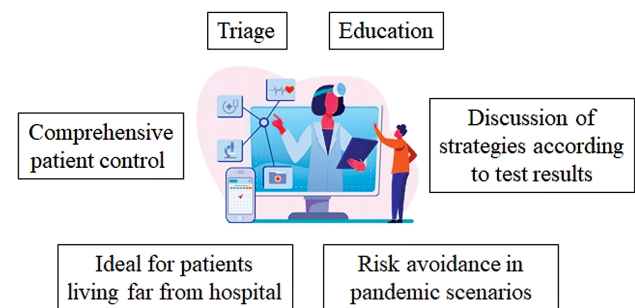 Triage
Education
Comprehensive
patient control
Discussion of
strategies according
to test results
Ideal for patients
living far from hospital
Risk avoidance in
pandemic scenarios